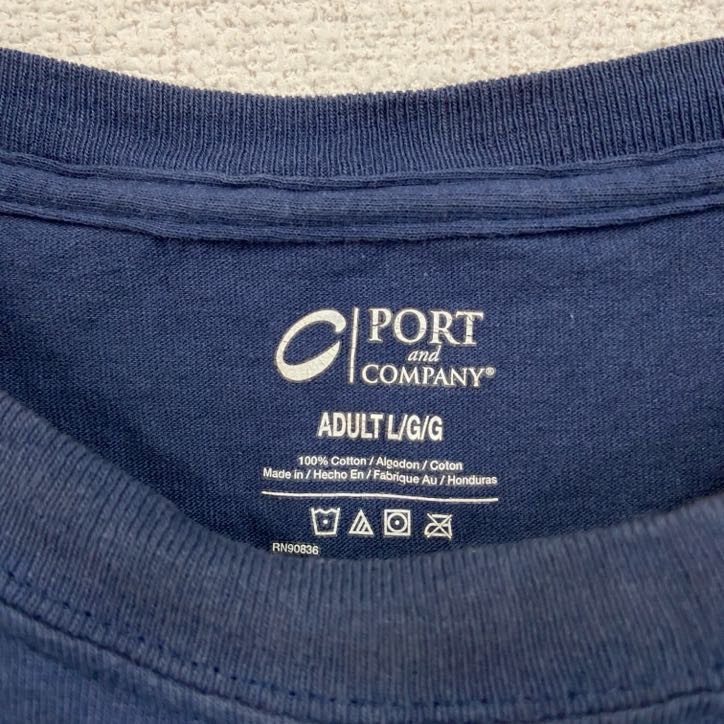 PORT
and
COMPANY®
ADULT L/G/G
100% Cotton / Algodon / Coton
Made in / Hecho En / Fabrique Au / Honduras
RN90836